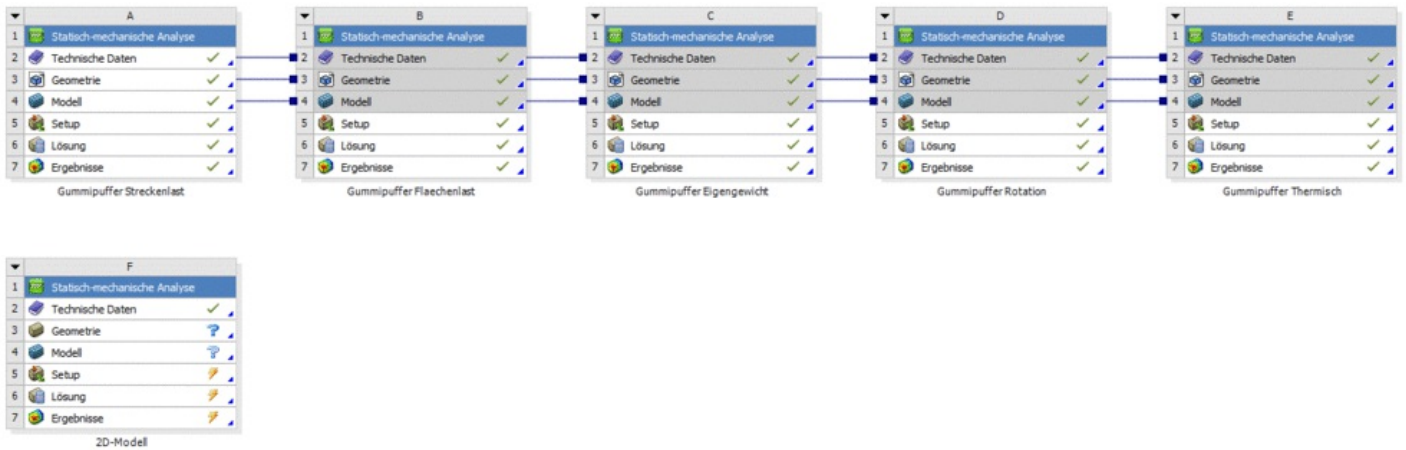 A
1 Statisch-mechanische Analyse
2 Technische Daten
3 Geometrie
4 Modell
5 Setup
6 Lösung
7 Ergebnisse
Gummipuffer Streckenlast
B
1 Statisch-mechanische Analyse
2 Technische Daten
3 Geometrie
4 Modell
5 Setup
6 Lösung
7 Ergebnisse
Gummipuffer Flaechenlast
C
1 Statisch-mechanische Analyse
2 Technische Daten
3 Geometrie
4 Modell
5 Setup
6 Lösung
7 Ergebnisse
Gummipuffer Eigengewicht
D
1 Statisch-mechanische Analyse
2 Technische Daten
3 Geometrie
4 Modell
5 Setup
6 Lösung
7 Ergebnisse
Gummipuffer Rotation
E
1 Statisch-mechanische Analyse
2 Technische Daten
3 Geometrie
4 Modell
5 Setup
6 Lösung
7 Ergebnisse
Gummipuffer Thermisch
F
1 Statisch-mechanische Analyse
2 Technische Daten
3 Geometrie ?
4 Modell ?
5 Setup
6 Lösung
7 Ergebnisse
2D-Modell